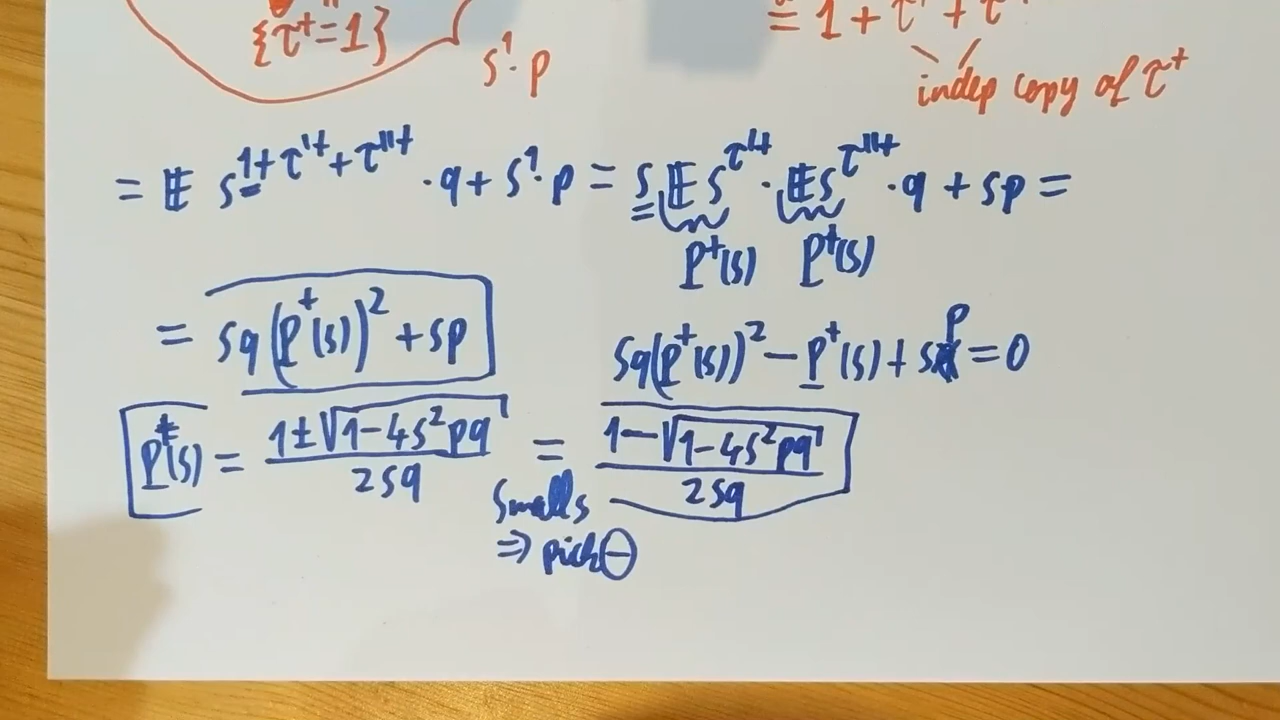 {τ⁺=1}
s¹·p
= 1 + τ'⁺ + τ''⁺
indep copy of τ⁺
= 𝔼 s^{1+τ'⁺+τ''⁺} · q + s¹·p = s 𝔼 s^{τ'⁺} · 𝔼 s^{τ''⁺} · q + sp =
P⁺(s) P⁺(s)
= sq(P⁺(s))² + sp
sq(P⁺(s))² − P⁺(s) + sp = 0
P⁺(s) = (1±√(1−4s²pq))/(2sq) = (1−√(1−4s²pq))/(2sq)
small s
⇒ pick ⊖